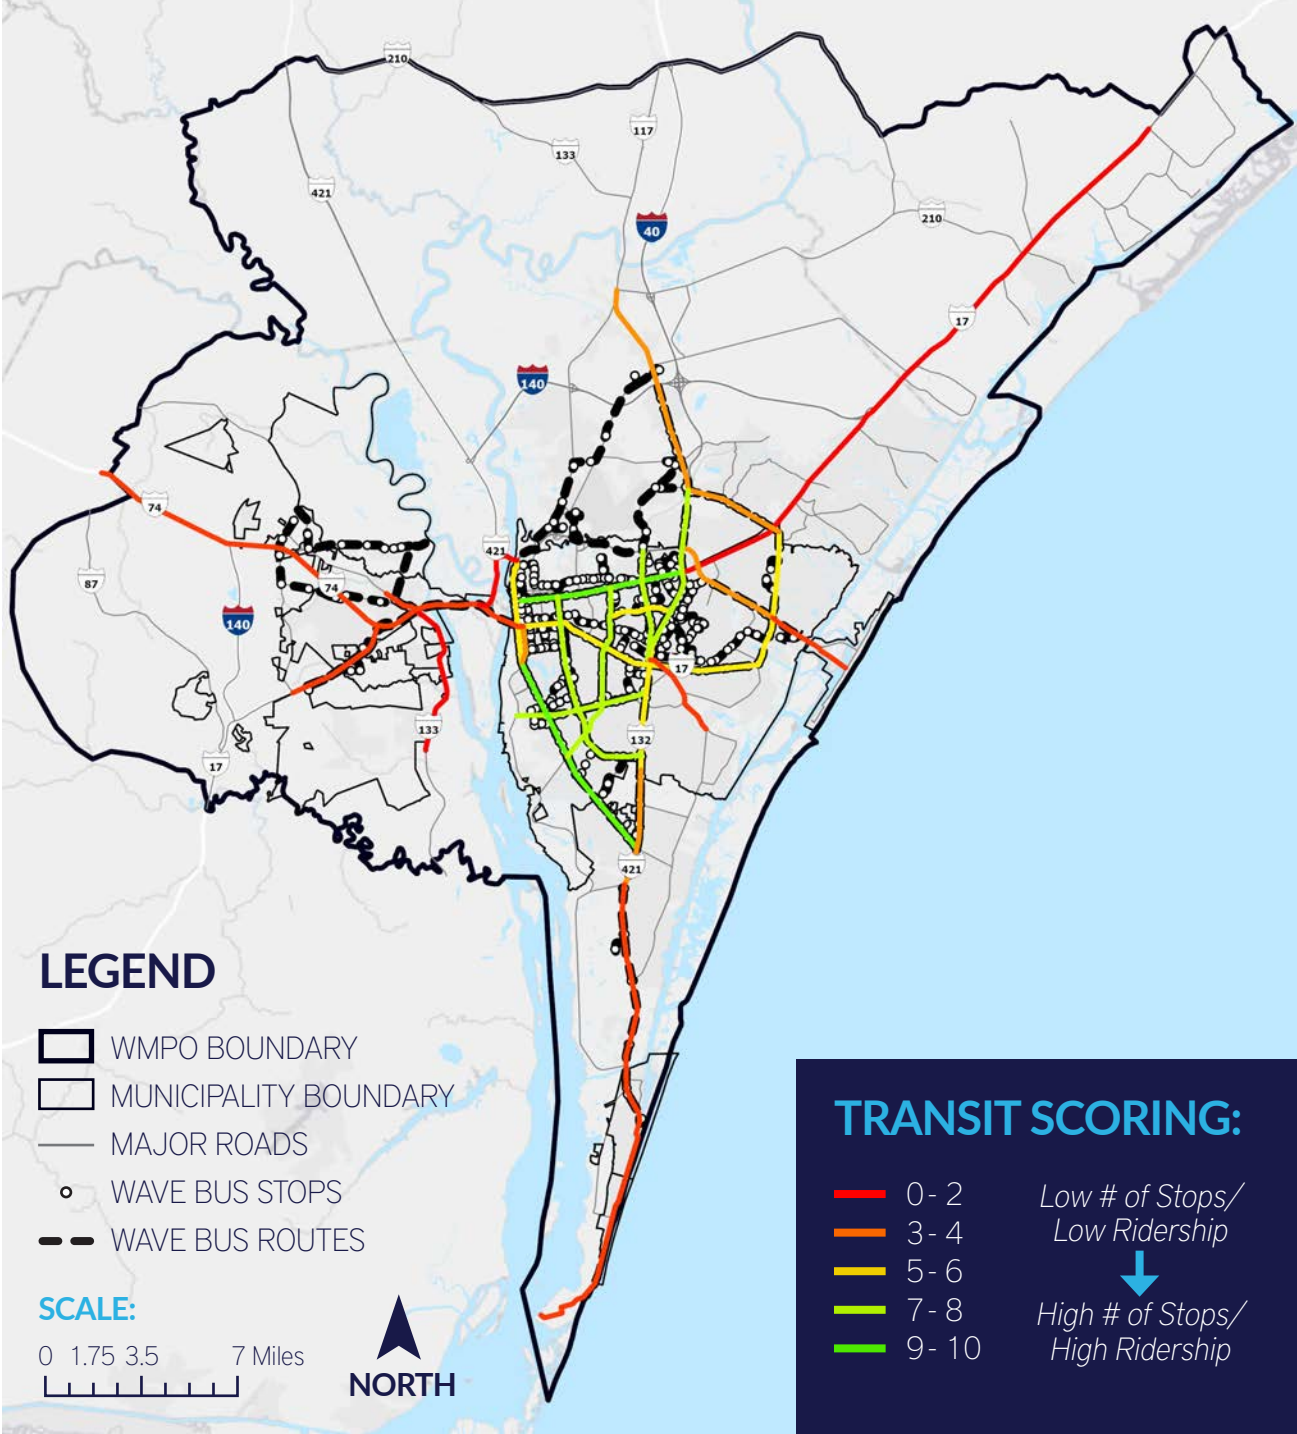 210
117
133
421
40
210
17
140
74
421
87
74
140
17
133
132
17
421
LEGEND
WMPO BOUNDARY
MUNICIPALITY BOUNDARY
MAJOR ROADS
WAVE BUS STOPS
WAVE BUS ROUTES
SCALE:
0 1.75 3.5 7 Miles
NORTH
TRANSIT SCORING:
0 - 2
3 - 4
5 - 6
7 - 8
9 - 10
Low # of Stops/
Low Ridership
High # of Stops/
High Ridership